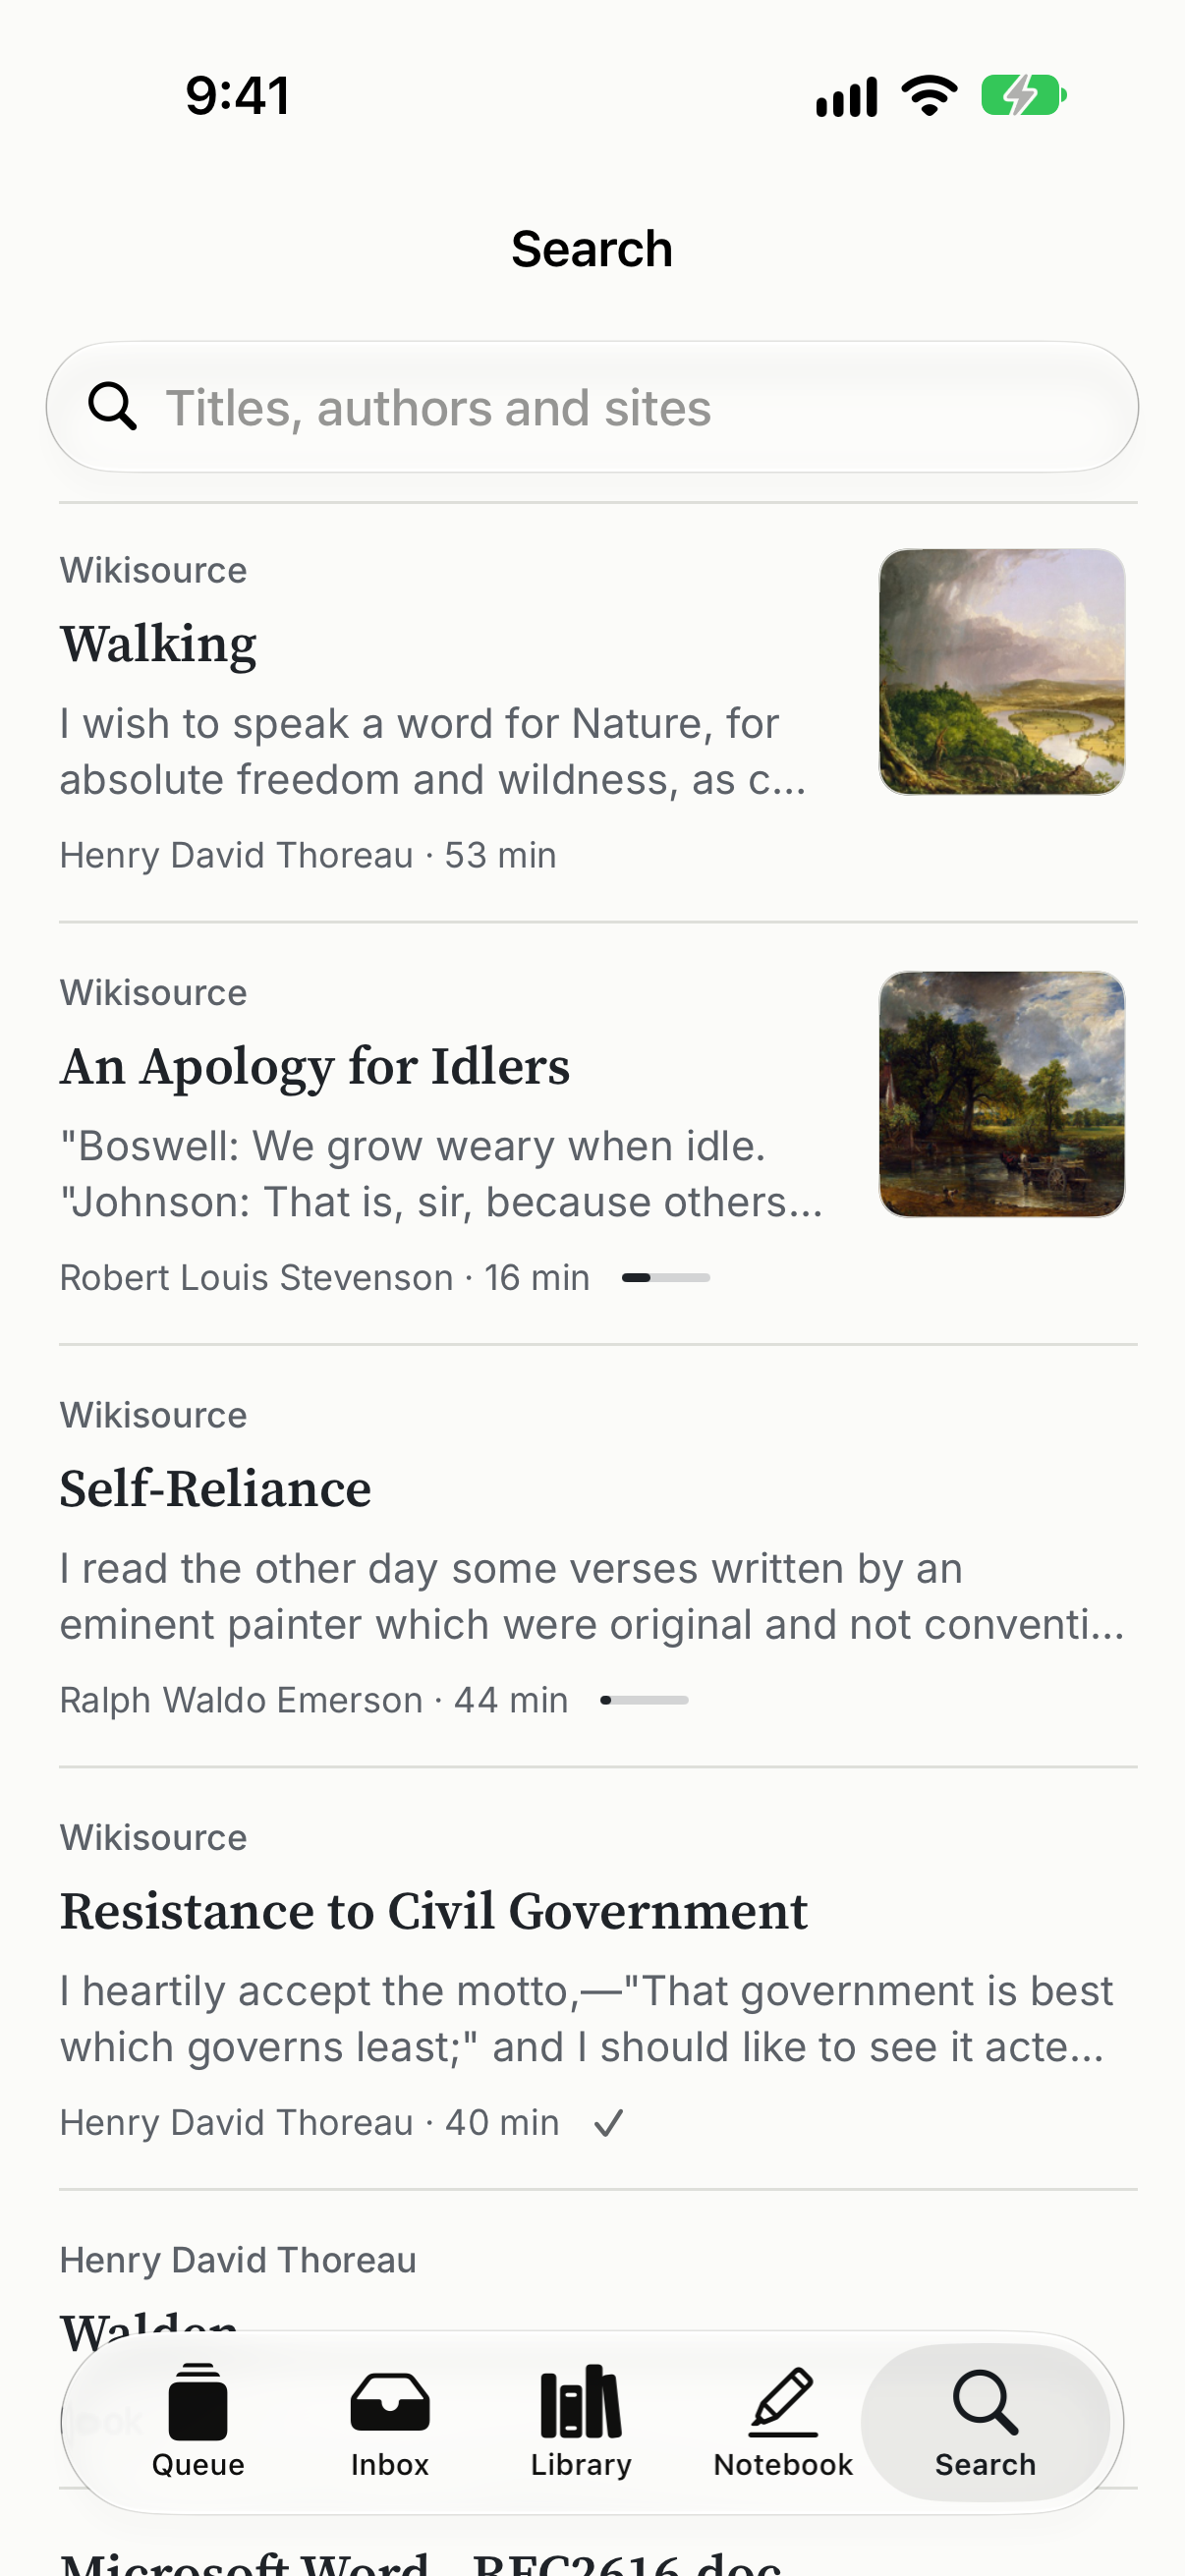 9:41
Search
Titles, authors and sites
Wikisource
Walking
I wish to speak a word for Nature, for
absolute freedom and wildness, as c...
Henry David Thoreau · 53 min
Wikisource
An Apology for Idlers
"Boswell: We grow weary when idle.
"Johnson: That is, sir, because others...
Robert Louis Stevenson · 16 min
Wikisource
Self-Reliance
I read the other day some verses written by an
eminent painter which were original and not conventi...
Ralph Waldo Emerson · 44 min
Wikisource
Resistance to Civil Government
I heartily accept the motto,—"That government is best
which governs least;" and I should like to see it acte...
Henry David Thoreau · 40 min
Henry David Thoreau
Walden
Queue
Inbox
Library
Notebook
Search
Microsoft Word - RFC2616.doc